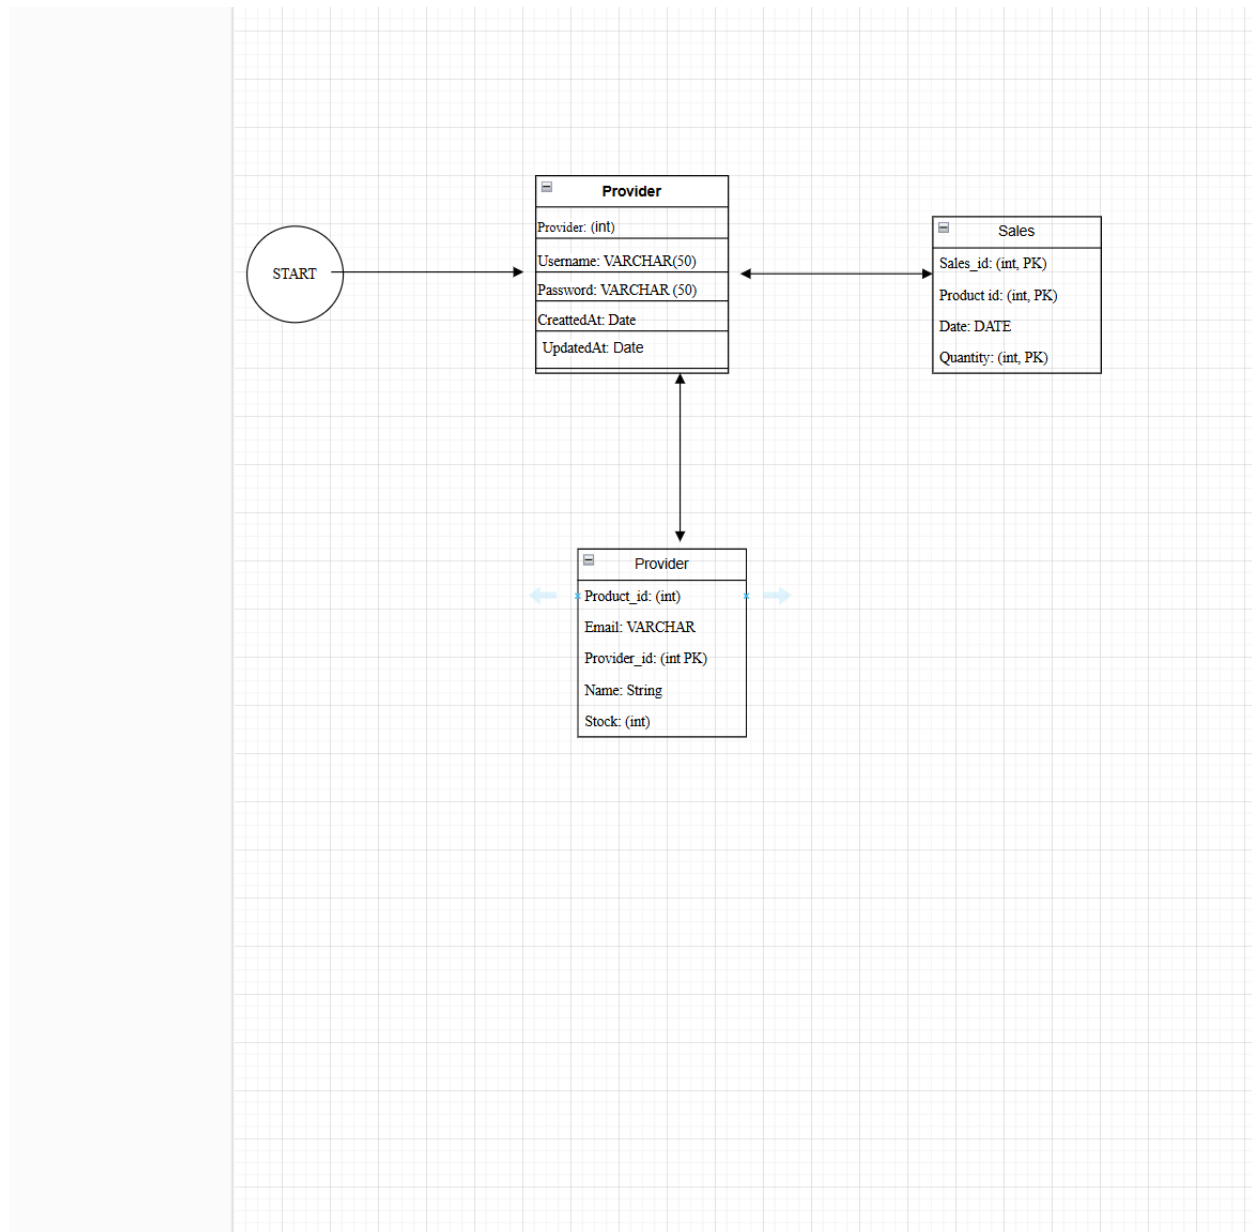 START
Provider
Provider: (int)
Username: VARCHAR(50)
Password: VARCHAR (50)
CreattedAt: Date
UpdatedAt: Date
Sales
Sales_id: (int, PK)
Product id: (int, PK)
Date: DATE
Quantity: (int, PK)
Provider
Product_id: (int)
Email: VARCHAR
Provider_id: (int PK)
Name: String
Stock: (int)